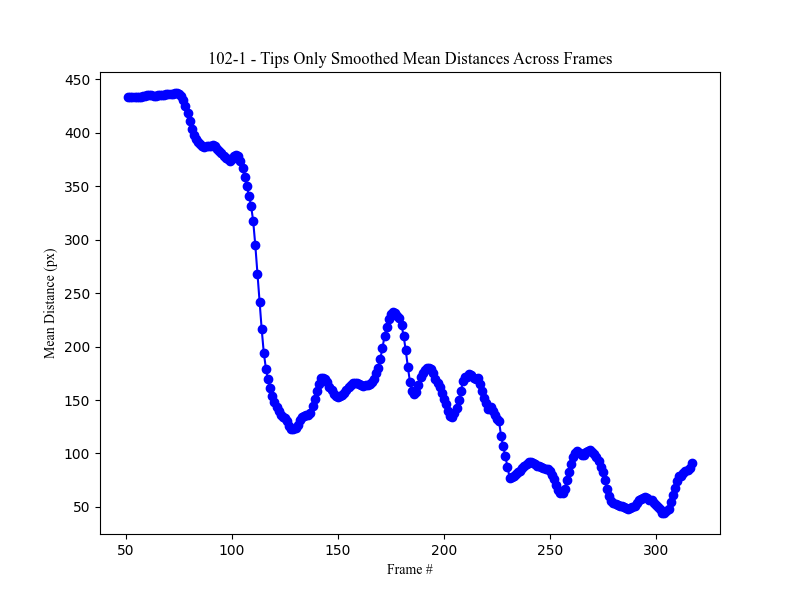 102-1 - Tips Only Smoothed Mean Distances Across Frames
450
400
350
300
250
200
150
100
50
Mean Distance (px)
50 100 150 200 250 300
Frame #